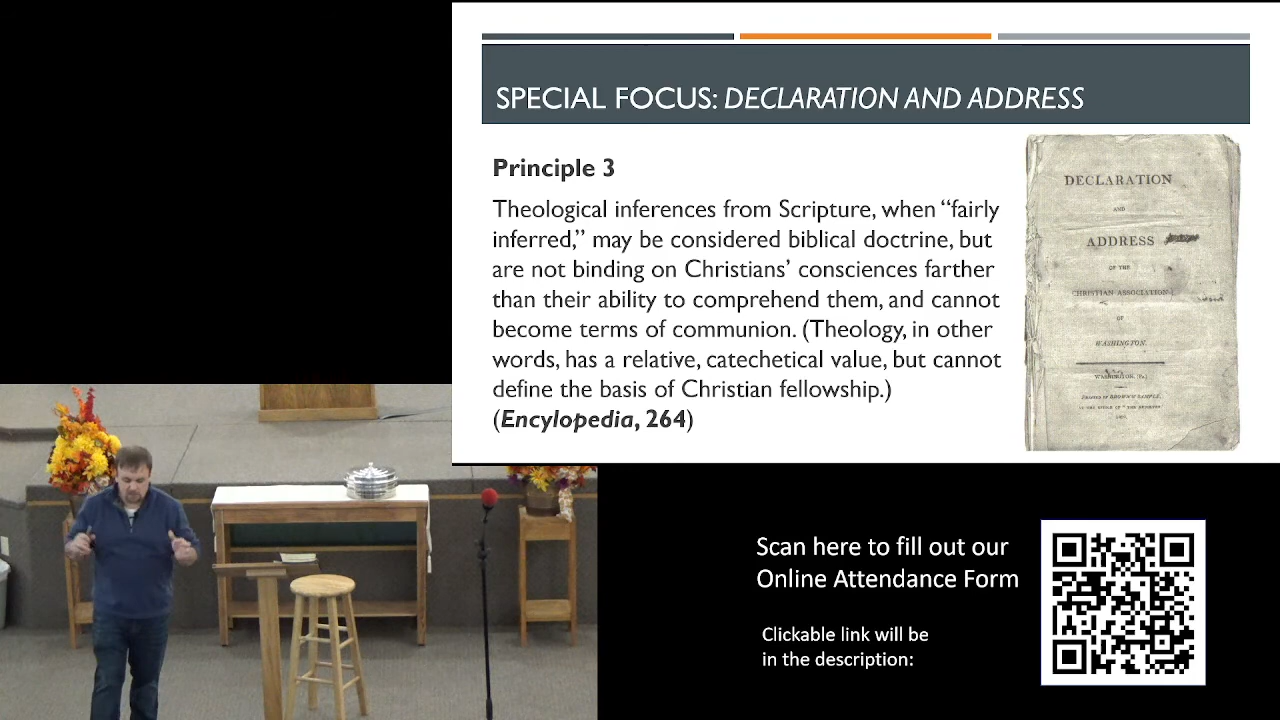 SPECIAL FOCUS: DECLARATION AND ADDRESS
Principle 3
Theological inferences from Scripture, when “fairly
inferred,” may be considered biblical doctrine, but
are not binding on Christians’ consciences farther
than their ability to comprehend them, and cannot
become terms of communion. (Theology, in other
words, has a relative, catechetical value, but cannot
define the basis of Christian fellowship.)
(Encylopedia, 264)
DECLARATION
AND
ADDRESS
OF THE
CHRISTIAN ASSOCIATION
OF
WASHINGTON.
Scan here to fill out our
Online Attendance Form
Clickable link will be
in the description: